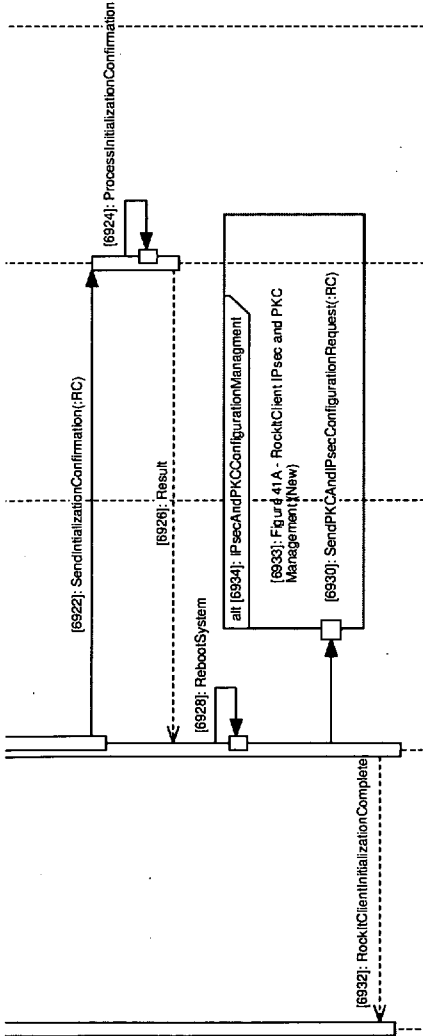 [6924]: ProcessInitializationConfirmation
[6922]: SendIntializationConfirmation(:RC)
[6926]: Result
[6928]: RebootSystem
alt [6934]: IPsecAndPKCConfigurationManagment
[6933]: Figure 41A - RockItClient IPsec and PKC
Management (New)
[6930]: SendPKCAndIPsecConfigurationRequest(:RC)
[6932]: RockItClientInitializationComplete